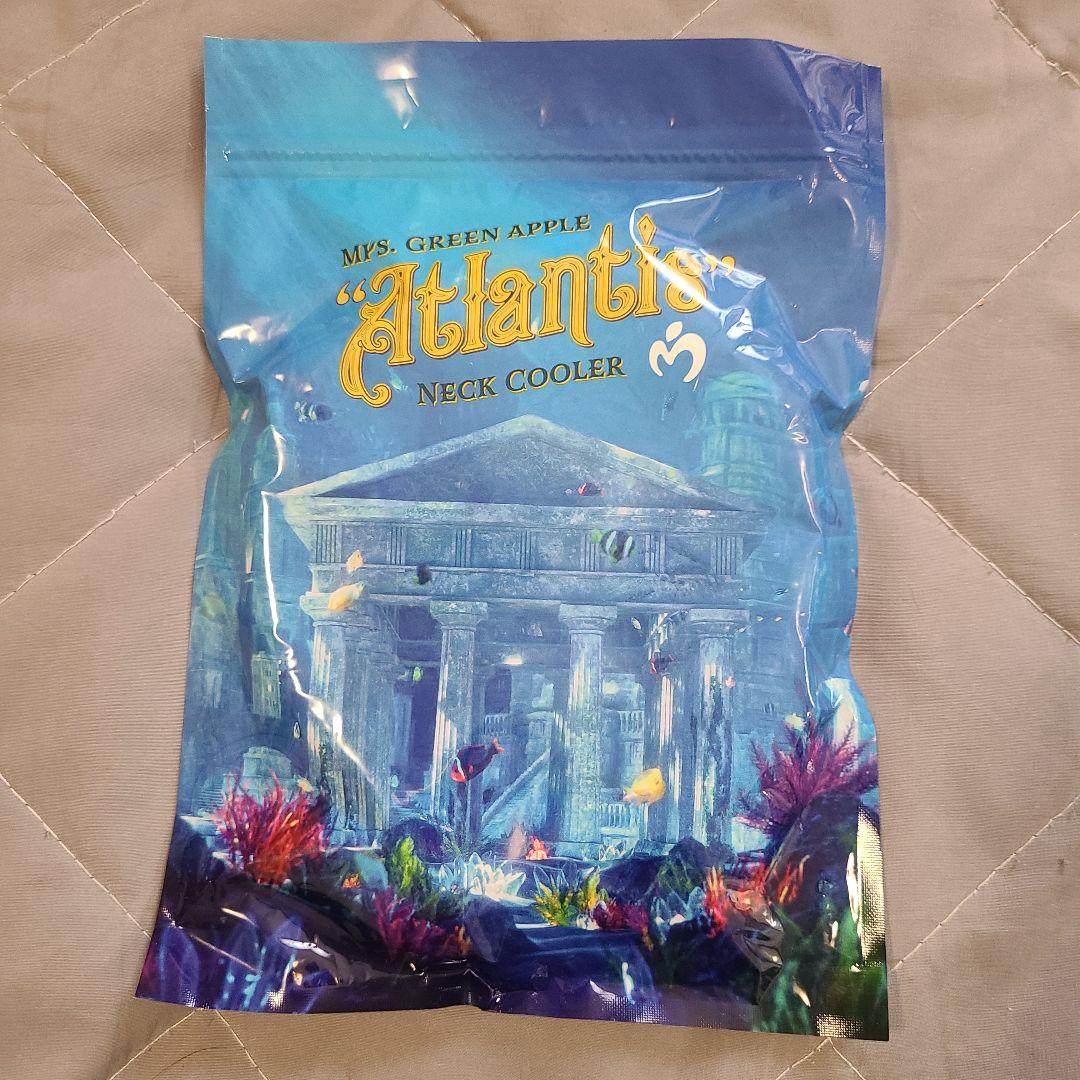 MRS. GREEN APPLE
“Atlantis”
NECK COOLER